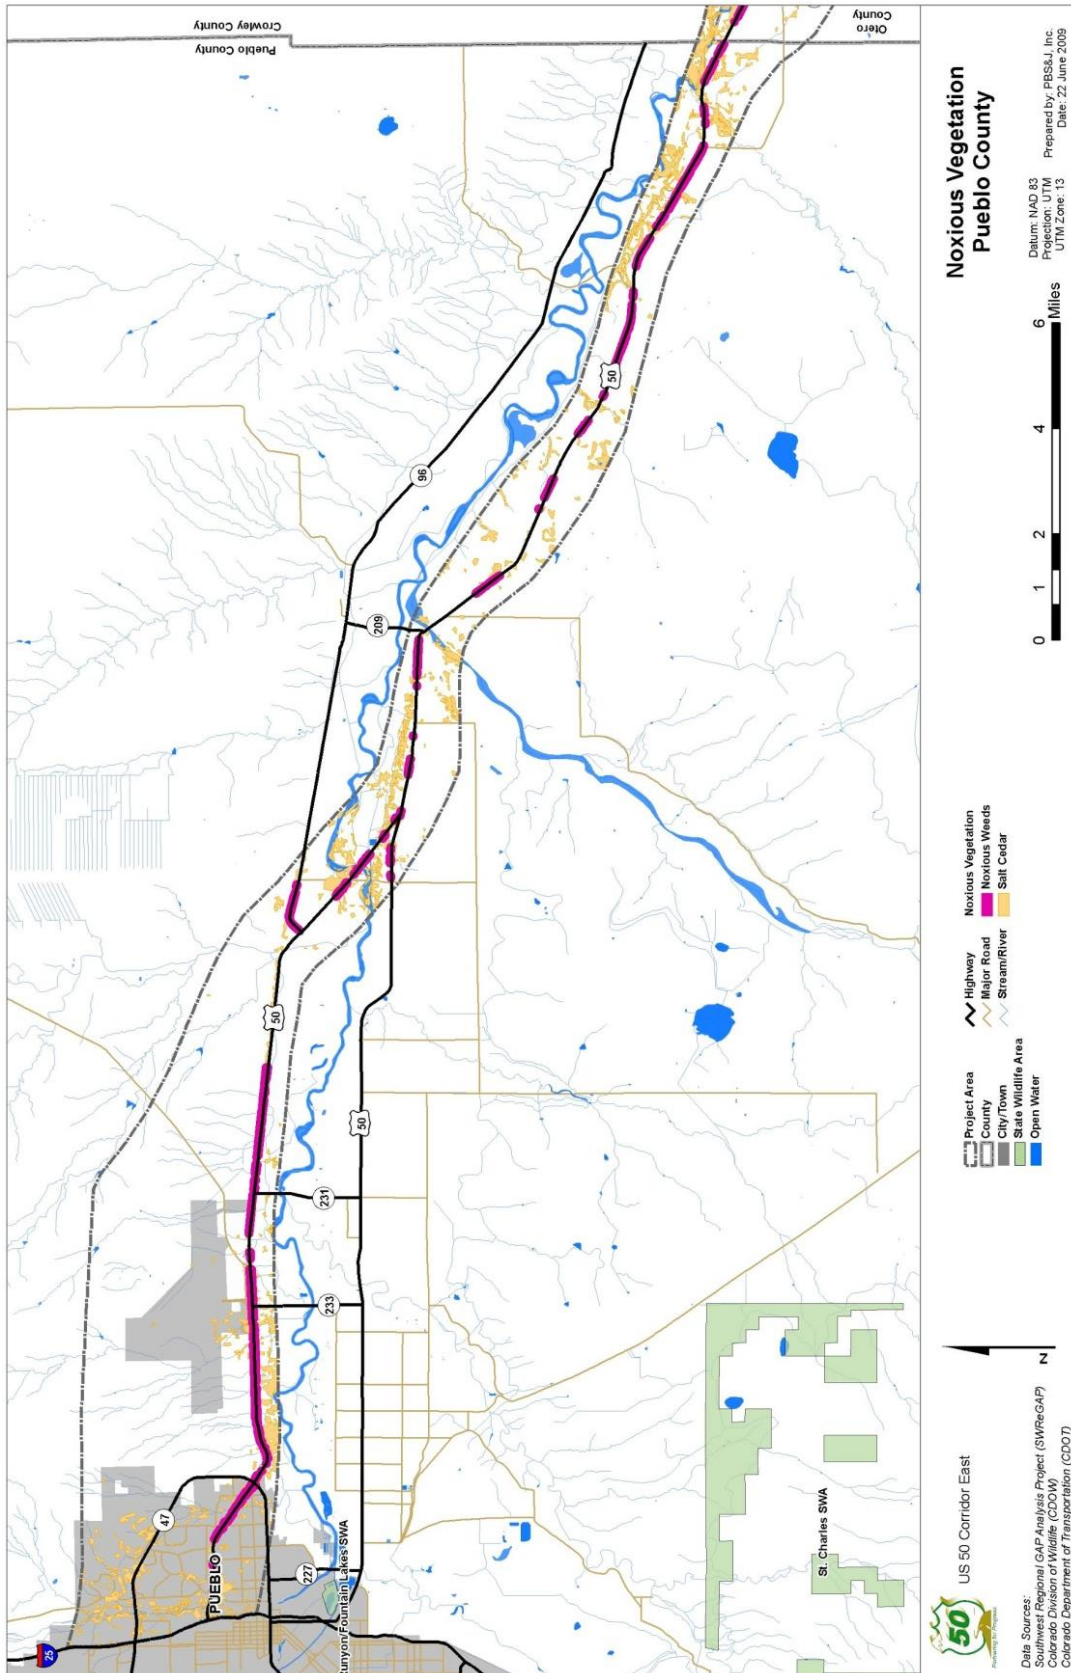 Crowley County
Pueblo County
Otero
County
96
209
50
50
50
231
233
47
PUEBLO
227
25
St. Charles SWA
Noxious Vegetation
Pueblo County
Datum: NAD 83
Projection: UTM
UTM Zone: 13
Prepared by: PBS&J, Inc.
Date: 22 June 2009
0 1 2 4 6
Miles
Project Area
County
City/Town
State Wildlife Area
Open Water
Highway
Major Road
Stream/River
Noxious Vegetation
Noxious Weeds
Salt Cedar
N
50
US 50 Corridor East
Data Sources:
Southwest Regional GAP Analysis Project (SWReGAP)
Colorado Division of Wildlife (CDOW)
Colorado Department of Transportation (CDOT)